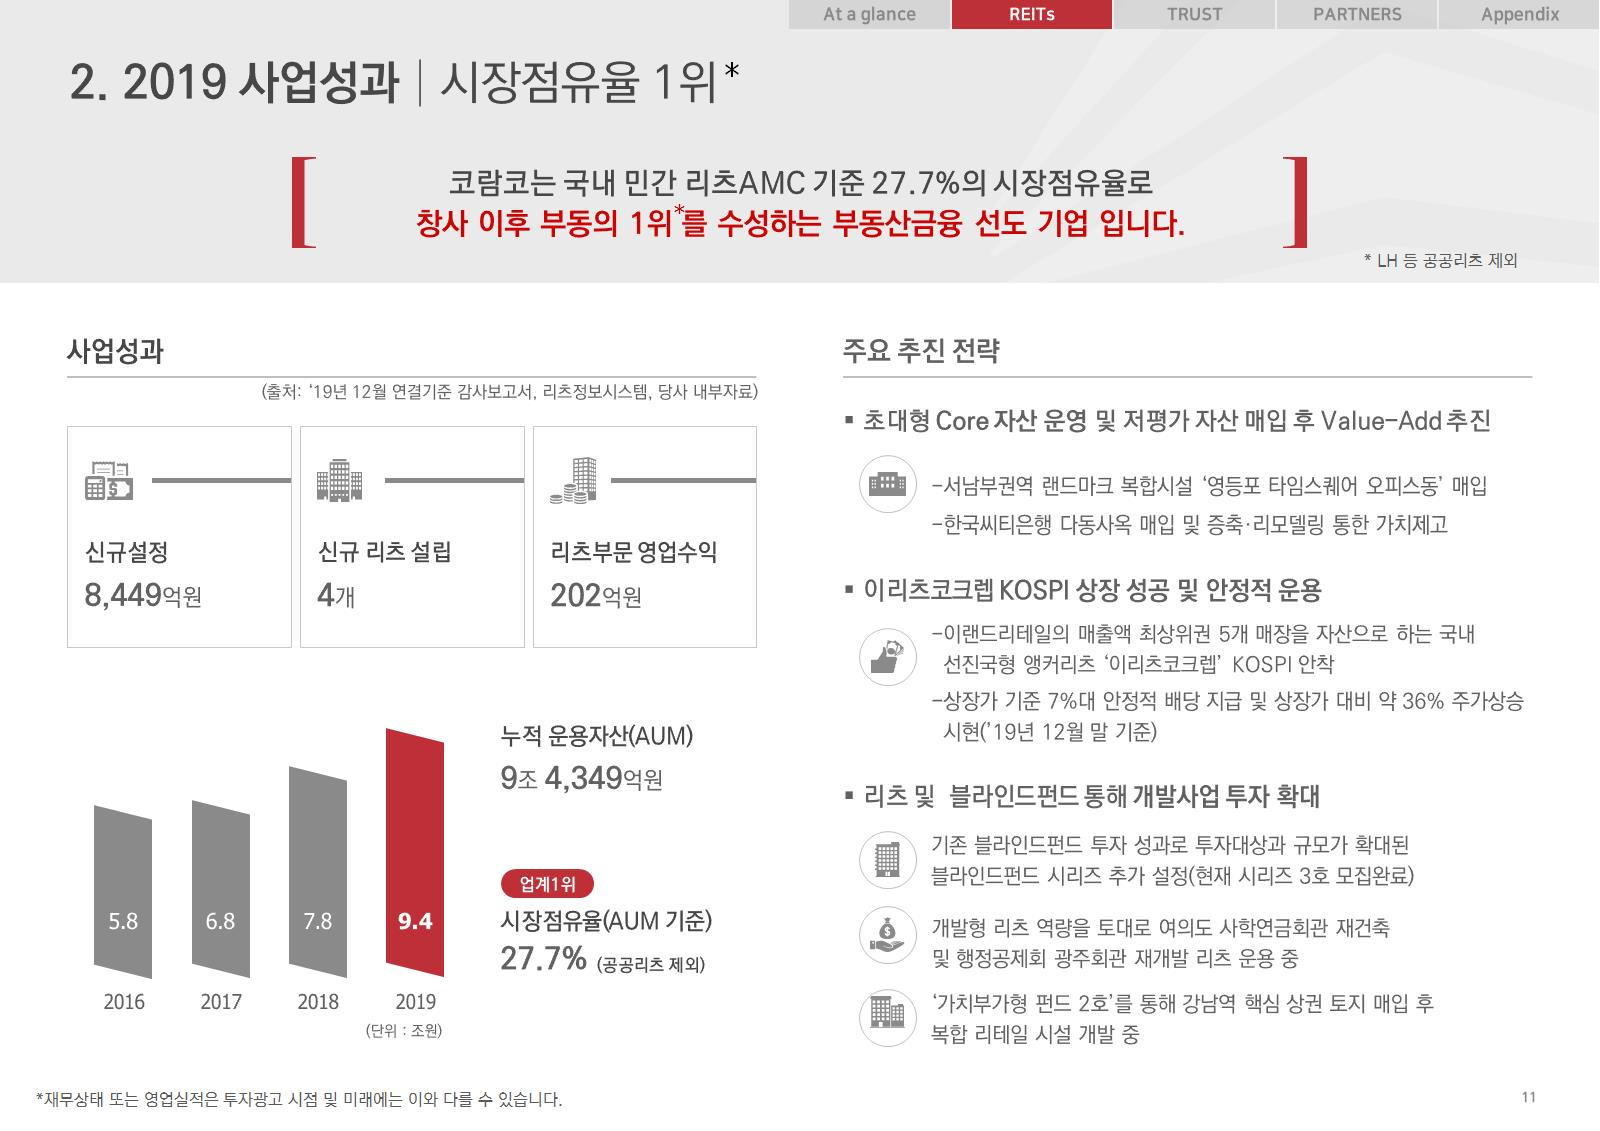 At a glance
REITs
TRUST
PARTNERS
Appendix
2. 2019 사업성과 | 시장점유율 1위*
코람코는 국내 민간 리츠AMC 기준 27.7%의 시장점유율로
창사 이후 부동의 1위*를 수성하는 부동산금융 선도 기업 입니다.
* LH 등 공공리츠 제외
사업성과
(출처: ‘19년 12월 연결기준 감사보고서, 리츠정보시스템, 당사 내부자료)
신규설정
8,449억원
신규 리츠 설립
4개
리츠부문 영업수익
202억원
누적 운용자산(AUM)
9조 4,349억원
업계1위
시장점유율(AUM 기준)
27.7% (공공리츠 제외)
5.8
6.8
7.8
9.4
2016
2017
2018
2019
(단위 : 조원)
주요 추진 전략
▪ 초대형 Core 자산 운영 및 저평가 자산 매입 후 Value-Add 추진
-서남부권역 랜드마크 복합시설 ‘영등포 타임스퀘어 오피스동’ 매입
-한국씨티은행 다동사옥 매입 및 증축·리모델링 통한 가치제고
▪ 이리츠코크렙 KOSPI 상장 성공 및 안정적 운용
-이랜드리테일의 매출액 최상위권 5개 매장을 자산으로 하는 국내
선진국형 앵커리츠 ‘이리츠코크렙’ KOSPI 안착
-상장가 기준 7%대 안정적 배당 지급 및 상장가 대비 약 36% 주가상승
시현(’19년 12월 말 기준)
▪ 리츠 및 블라인드펀드 통해 개발사업 투자 확대
기존 블라인드펀드 투자 성과로 투자대상과 규모가 확대된
블라인드펀드 시리즈 추가 설정(현재 시리즈 3호 모집완료)
개발형 리츠 역량을 토대로 여의도 사학연금회관 재건축
및 행정공제회 광주회관 재개발 리츠 운용 중
‘가치부가형 펀드 2호’를 통해 강남역 핵심 상권 토지 매입 후
복합 리테일 시설 개발 중
*재무상태 또는 영업실적은 투자광고 시점 및 미래에는 이와 다를 수 있습니다.
11